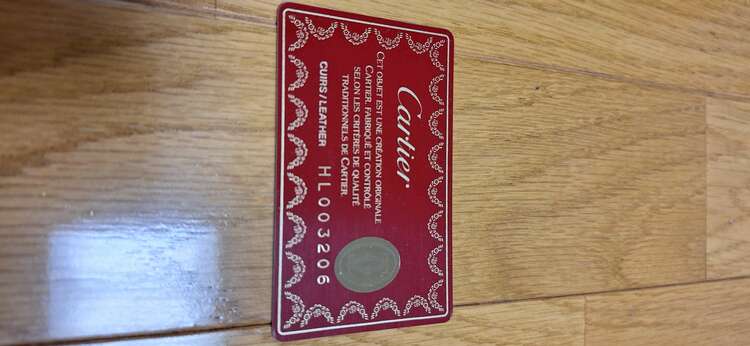 Cartier
CET OBJET EST UNE CRÉATION ORIGINALE
CARTIER, FABRIQUÉ ET CONTRÔLÉ
SELON LES CRITÈRES DE QUALITÉ
TRADITIONNELS DE CARTIER.
CUIRS/LEATHER HL003206